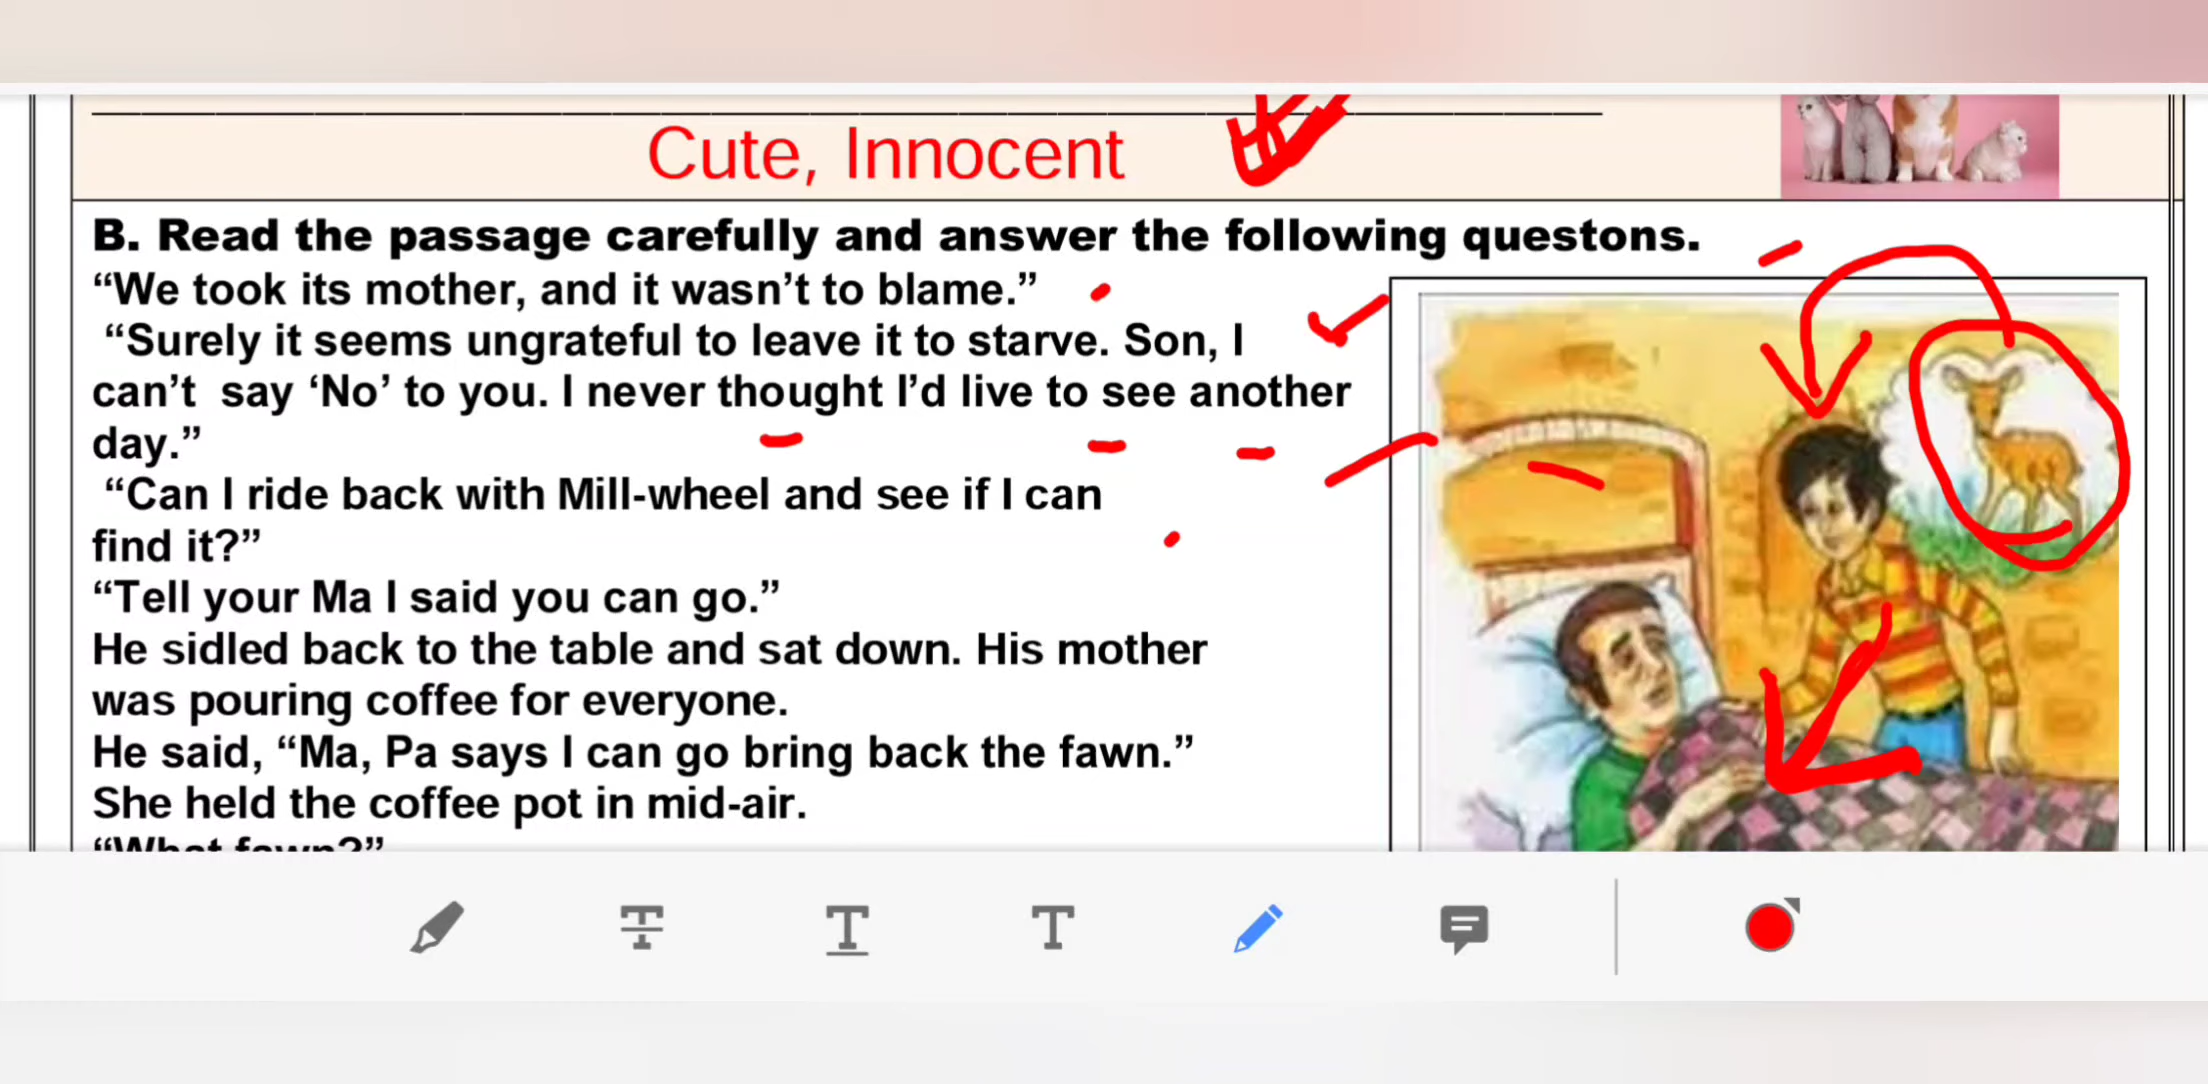 Cute, Innocent
B. Read the passage carefully and answer the following questons.
“We took its mother, and it wasn’t to blame.”
“Surely it seems ungrateful to leave it to starve. Son, I
can’t say ‘No’ to you. I never thought I’d live to see another
day.”
“Can I ride back with Mill-wheel and see if I can
find it?”
“Tell your Ma I said you can go.”
He sidled back to the table and sat down. His mother
was pouring coffee for everyone.
He said, “Ma, Pa says I can go bring back the fawn.”
She held the coffee pot in mid-air.
“What fawn?”